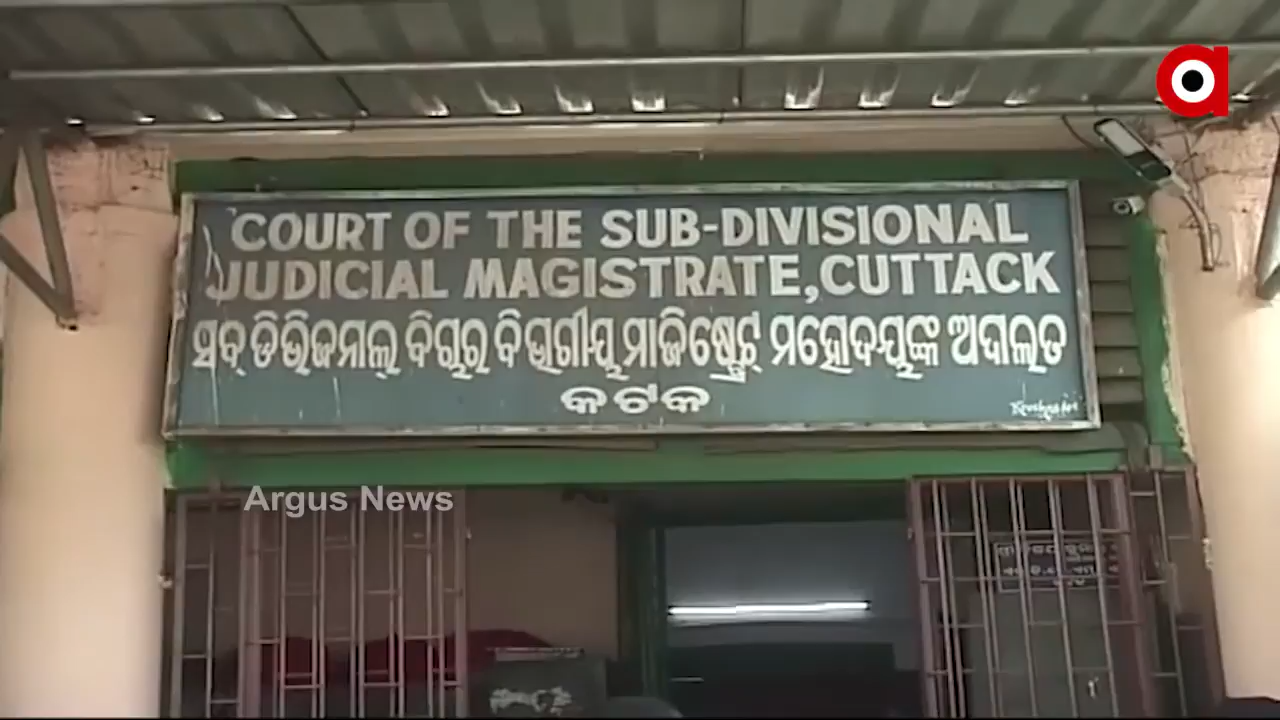 COURT OF THE SUB-DIVISIONAL
JUDICIAL MAGISTRATE, CUTTACK
ସବ୍ ଡିଭିଜନାଲ୍ ବିଚାର ବିଭାଗୀୟ ମାଜିଷ୍ଟ୍ରେଟ୍ ମହୋଦୟଙ୍କ ଅଦାଲତ
କଟକ
Argus News